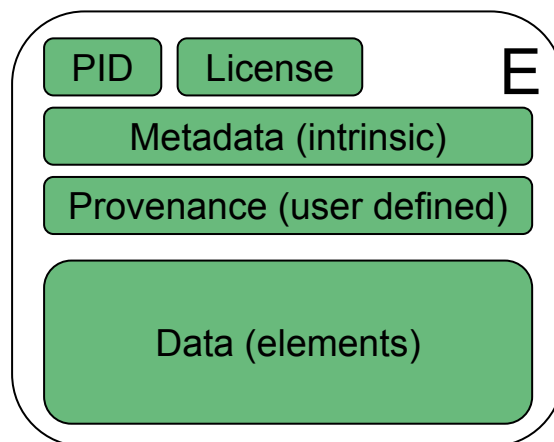 PID License E
Metadata (intrinsic)
Provenance (user defined)
Data (elements)